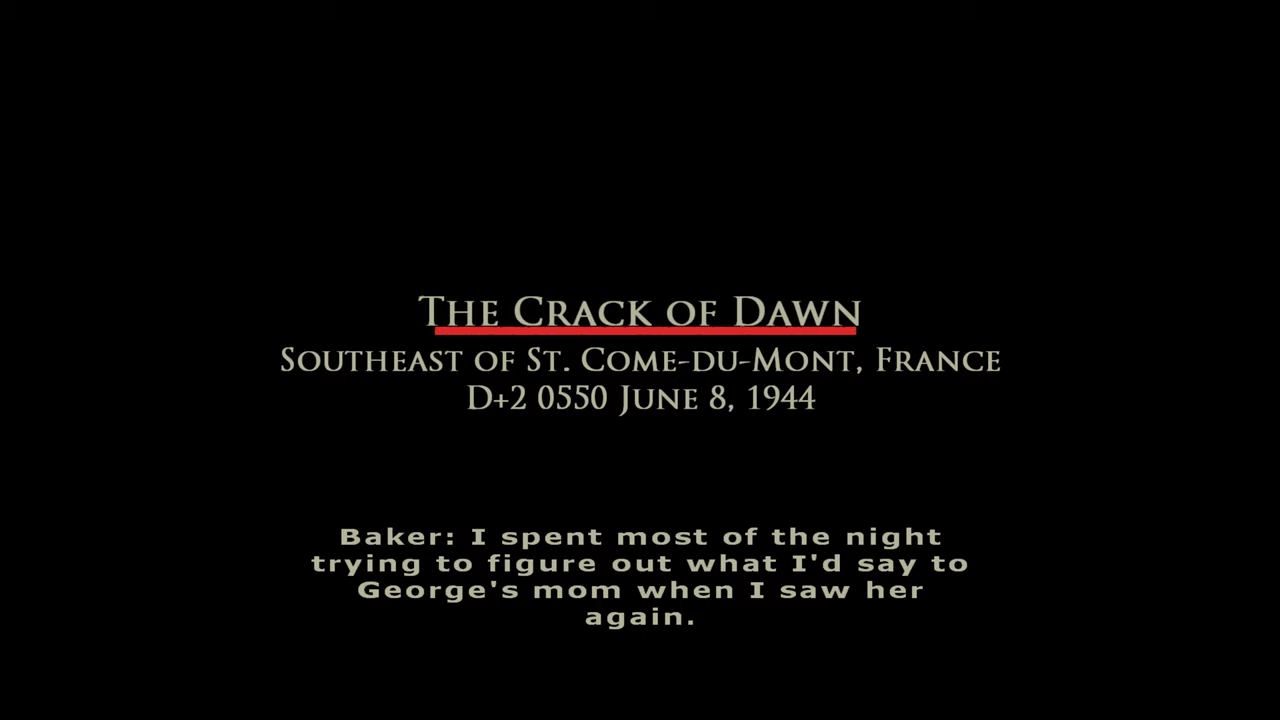 The Crack of Dawn
Southeast of St. Come-du-Mont, France
D+2 0550 June 8, 1944
Baker: I spent most of the night
trying to figure out what I'd say to
George's mom when I saw her
again.